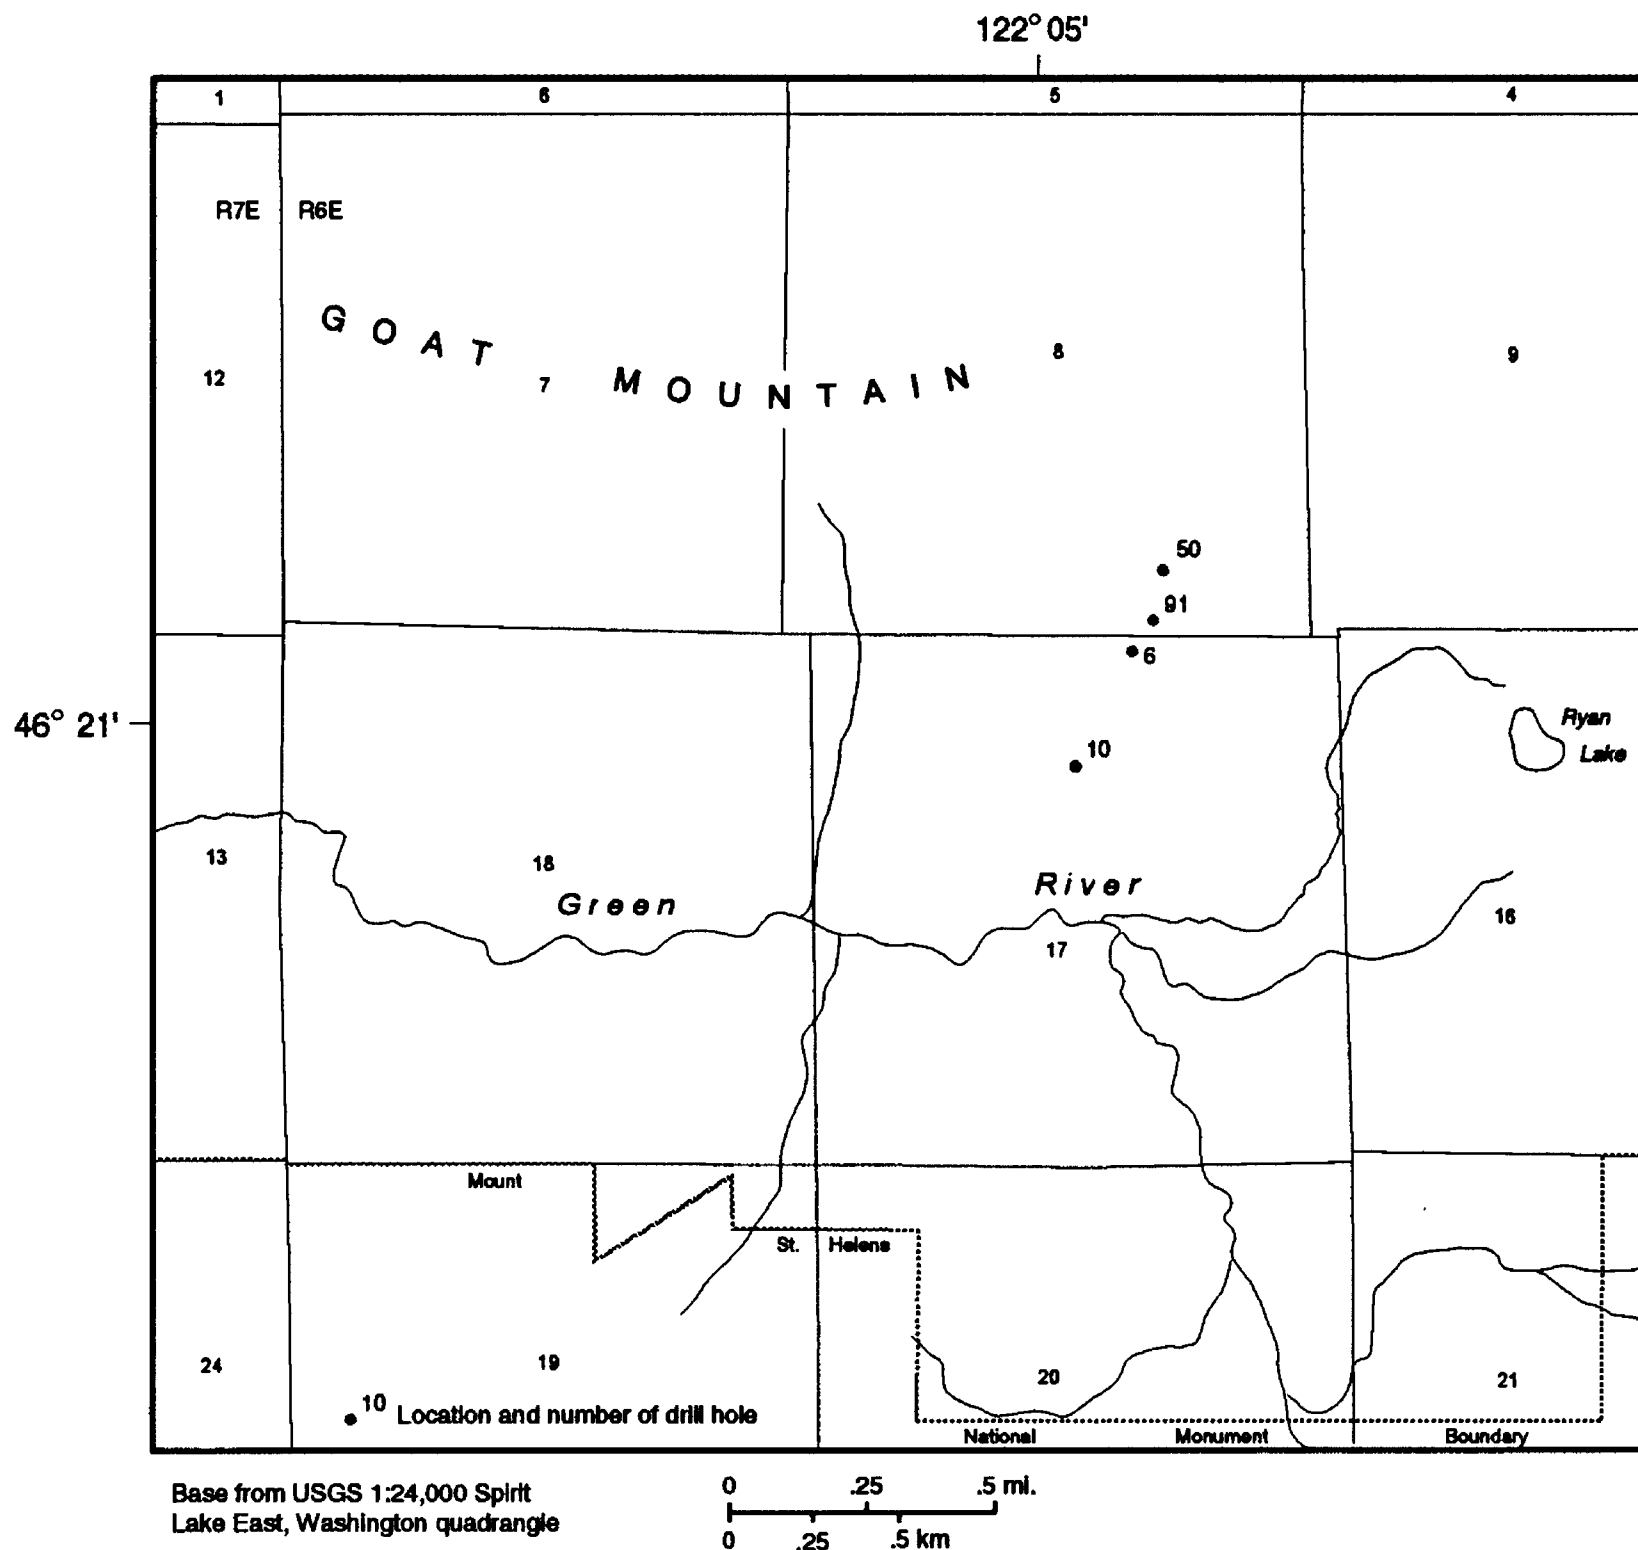 122° 05'
1 6 5 4
R7E R6E
GOAT MOUNTAIN
12 7 8 9
50
91
6
46° 21'
10
Ryan
Lake
13 18
Green River
17 16
Mount
St. Helens
24 19 20 21
10 Location and number of drill hole
National Monument Boundary
Base from USGS 1:24,000 Spirit
Lake East, Washington quadrangle
0 .25 .5 mi.
0 .25 .5 km